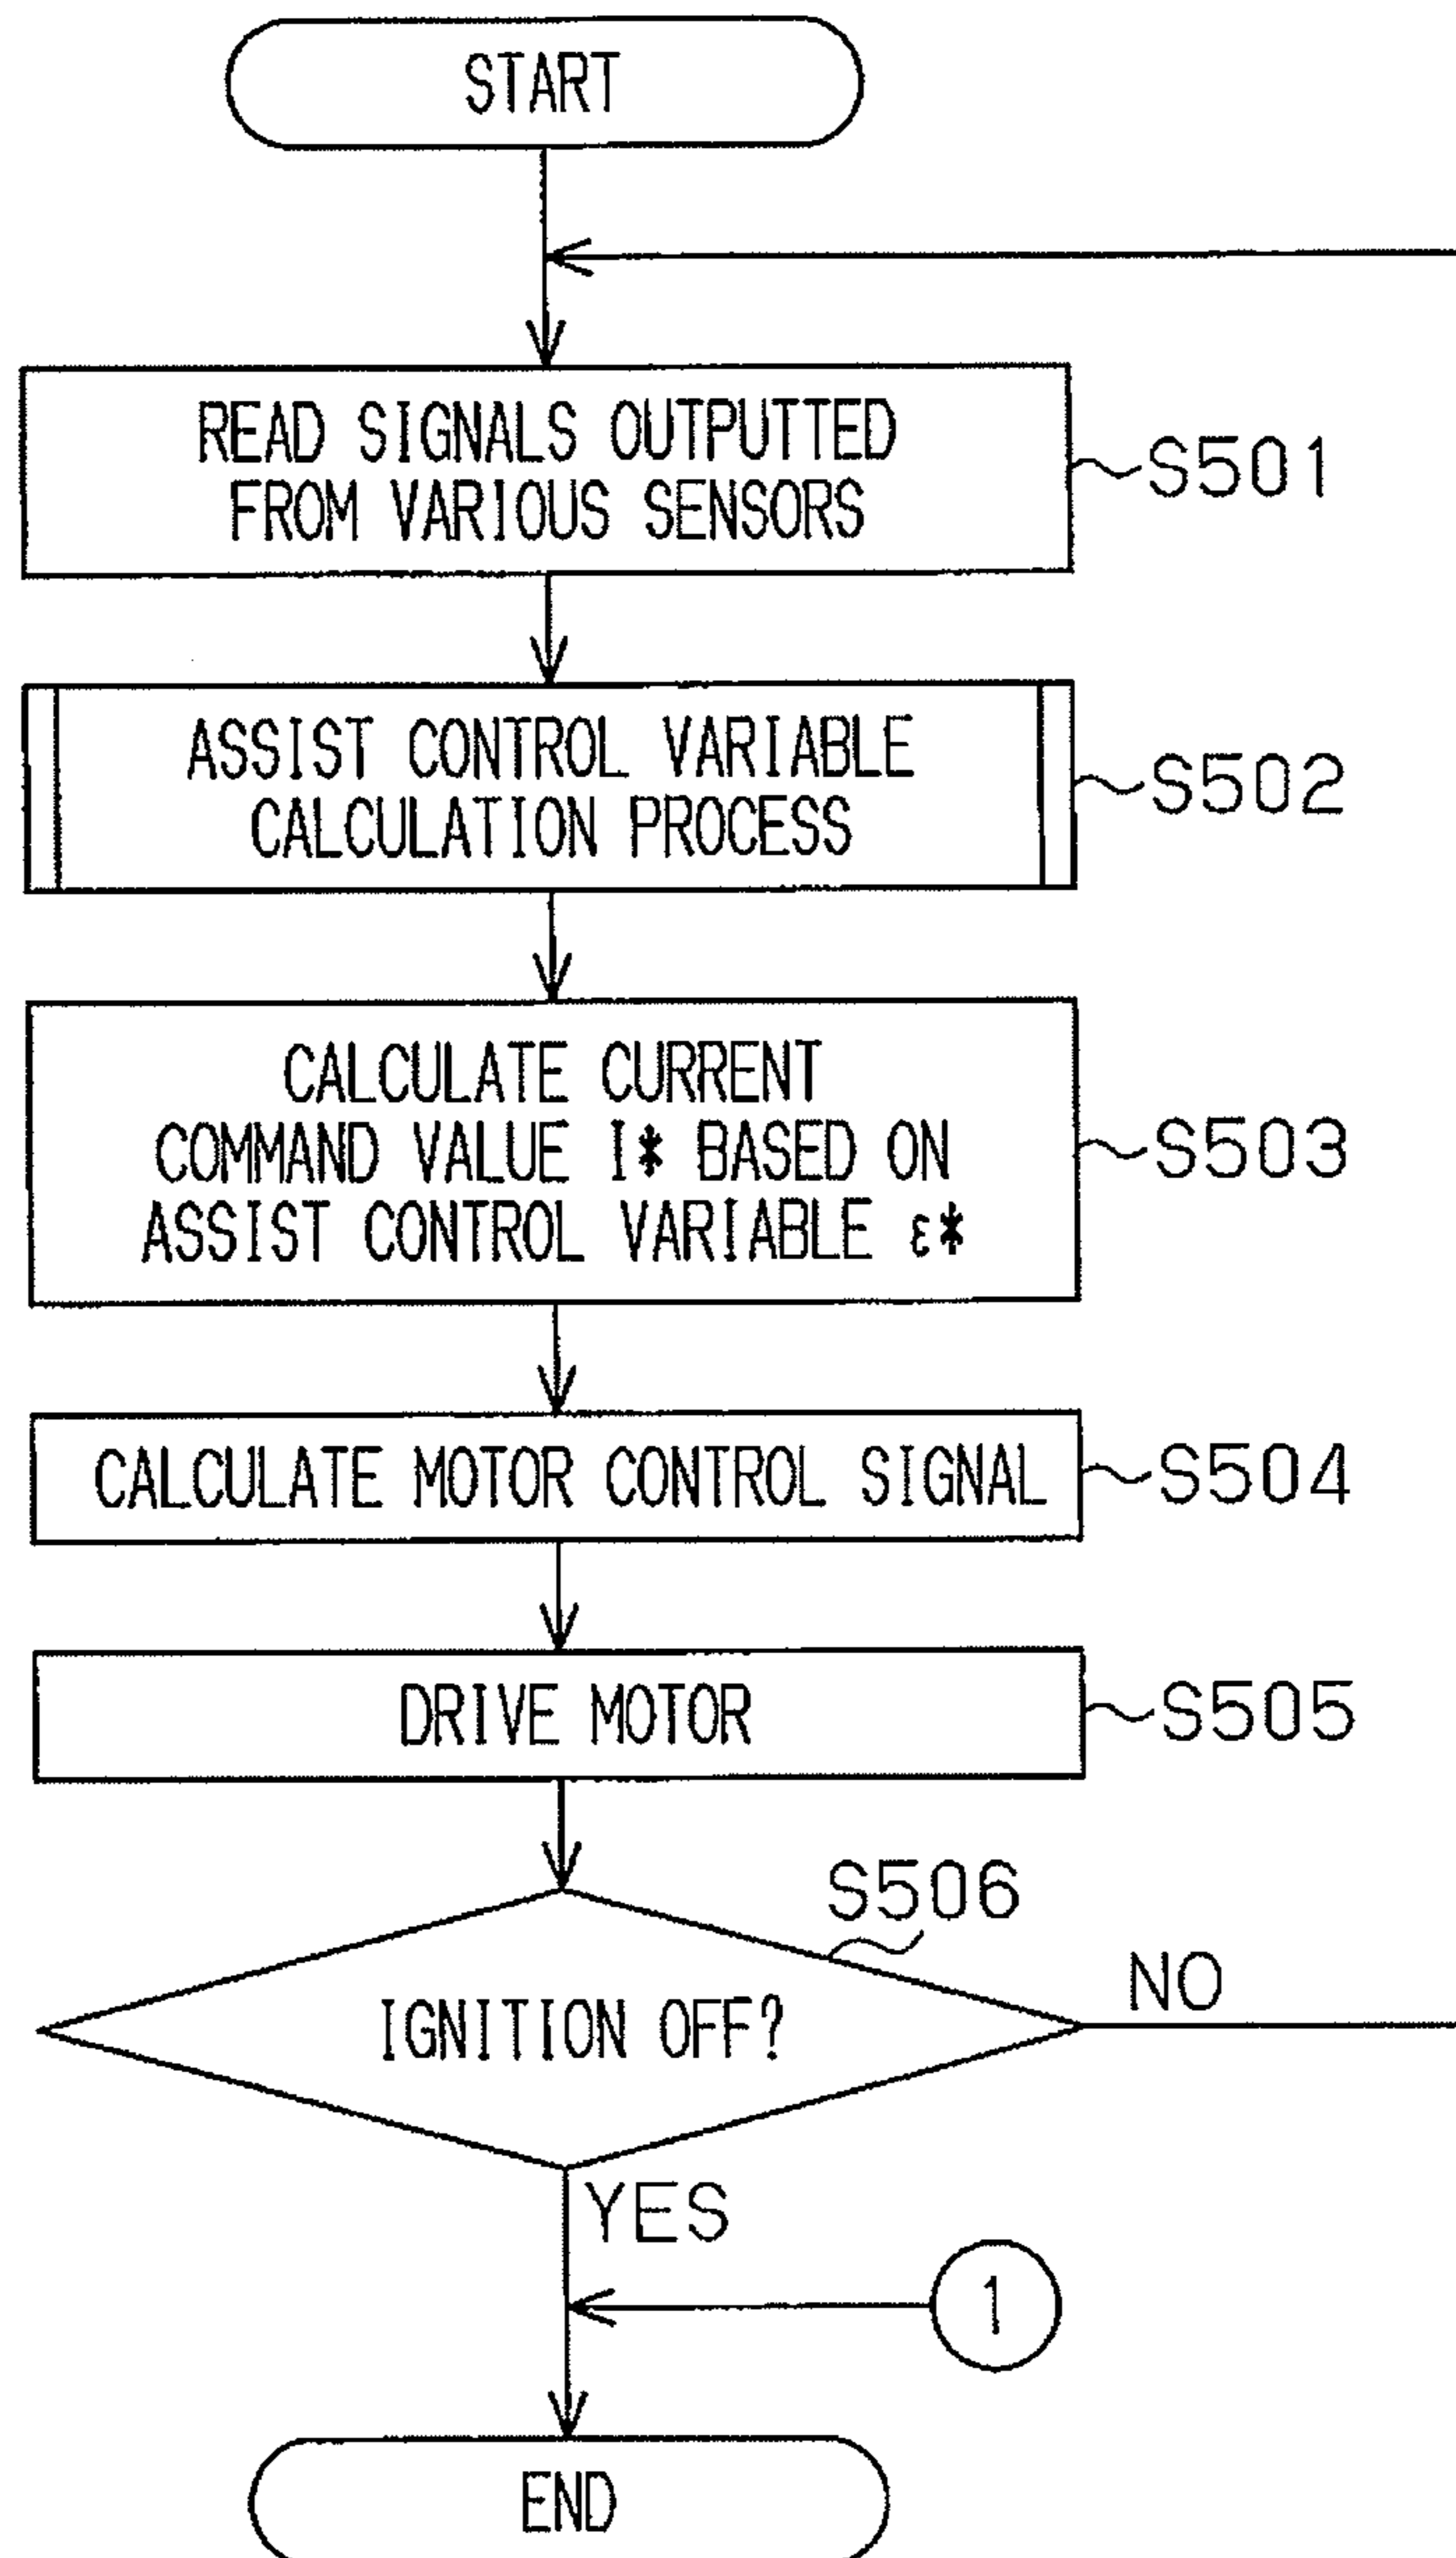 START
READ SIGNALS OUTPUTTED
FROM VARIOUS SENSORS
S501
ASSIST CONTROL VARIABLE
CALCULATION PROCESS
S502
CALCULATE CURRENT
COMMAND VALUE I* BASED ON
ASSIST CONTROL VARIABLE ε*
S503
CALCULATE MOTOR CONTROL SIGNAL
S504
DRIVE MOTOR
S505
S506
IGNITION OFF?
NO
YES
1
END